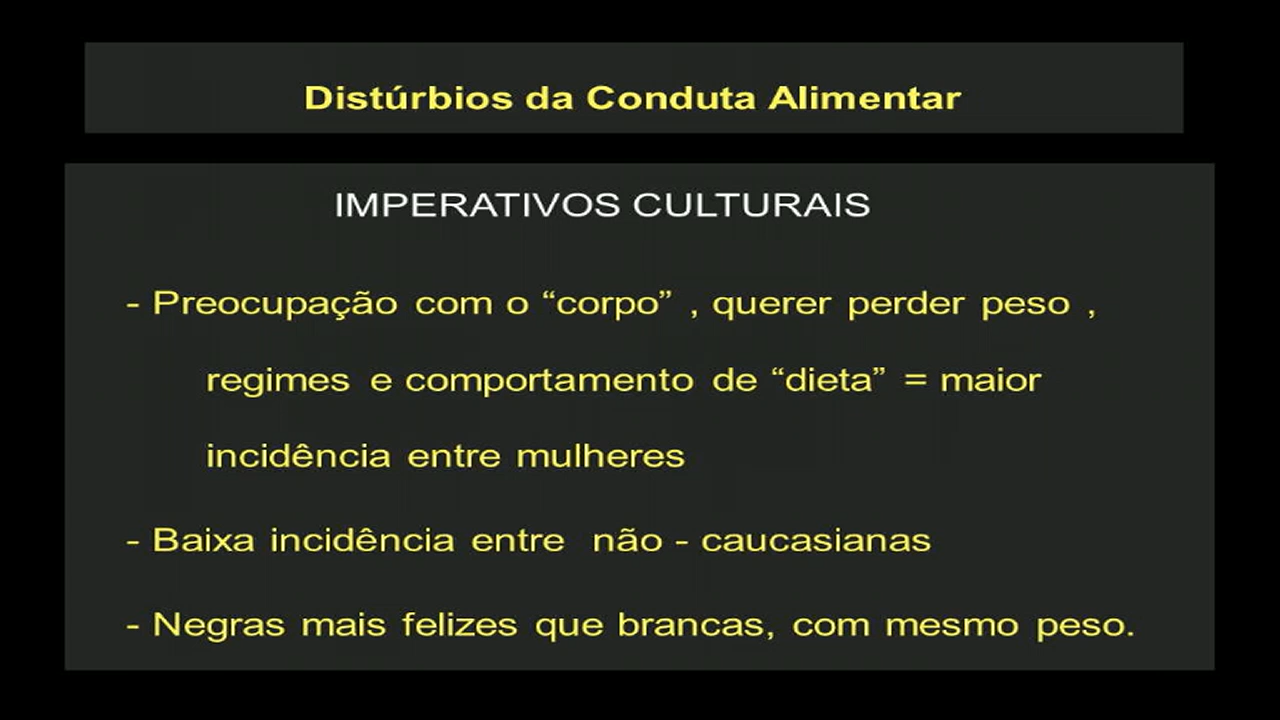 Distúrbios da Conduta Alimentar
IMPERATIVOS CULTURAIS
- Preocupação com o “corpo” , querer perder peso ,
regimes e comportamento de “dieta” = maior
incidência entre mulheres
- Baixa incidência entre não - caucasianas
- Negras mais felizes que brancas, com mesmo peso.